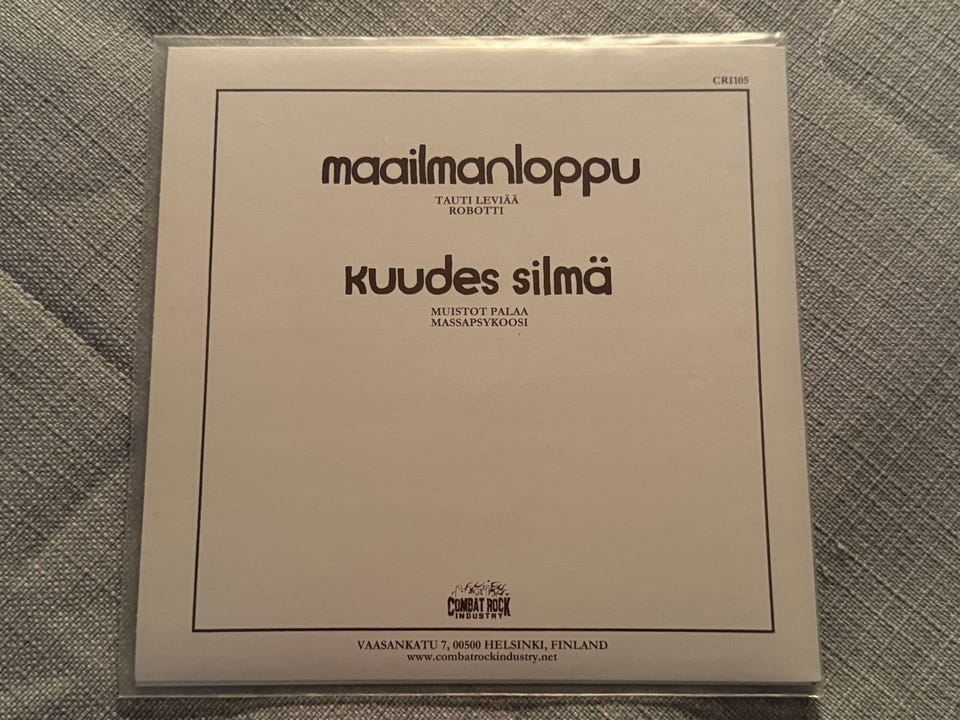 CRI105
maailmanloppu
TAUTI LEVIÄÄ
ROBOTTI
kuudes silmä
MUISTOT PALAA
MASSAPSYKOOSI
COMBAT ROCK
INDUSTRY
VAASANKATU 7, 00500 HELSINKI, FINLAND
www.combatrockindustry.net